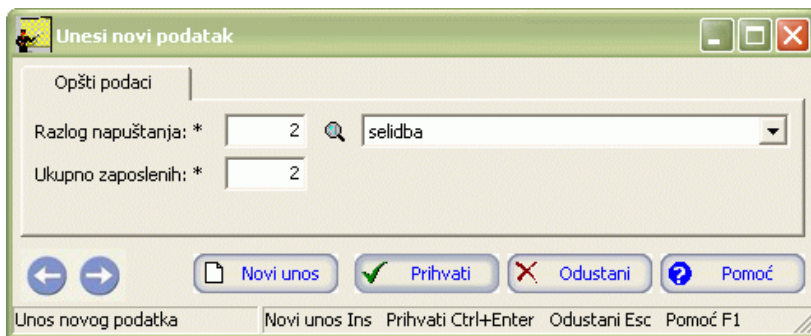 Unesi novi podatak
Opšti podaci
Razlog napuštanja: * 2 selidba
Ukupno zaposlenih: * 2
Novi unos Prihvati Odustani Pomoć
Unos novog podatka Novi unos Ins Prihvati Ctrl+Enter Odustani Esc Pomoć F1